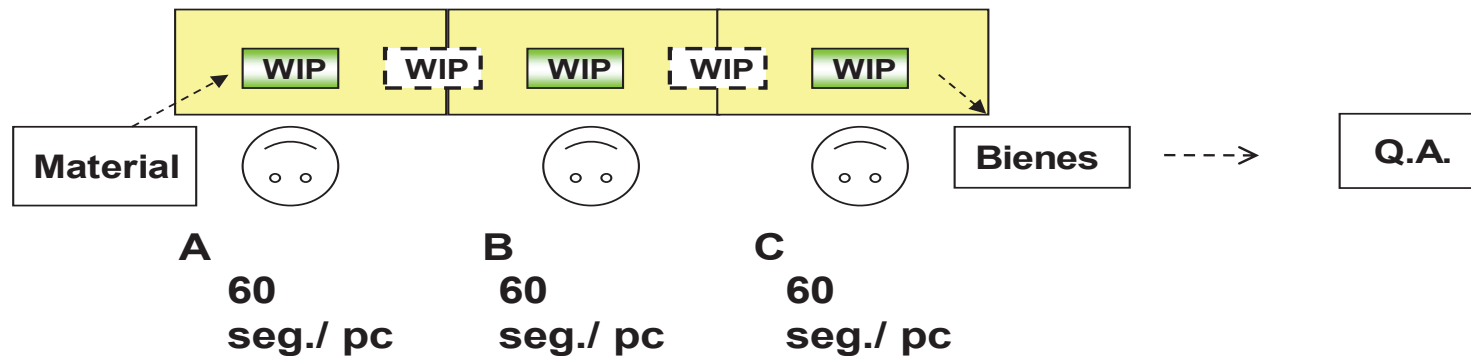 WIP WIP WIP WIP WIP
Material
Bienes
Q.A.
A B C
60 60 60
seg./ pc seg./ pc seg./ pc